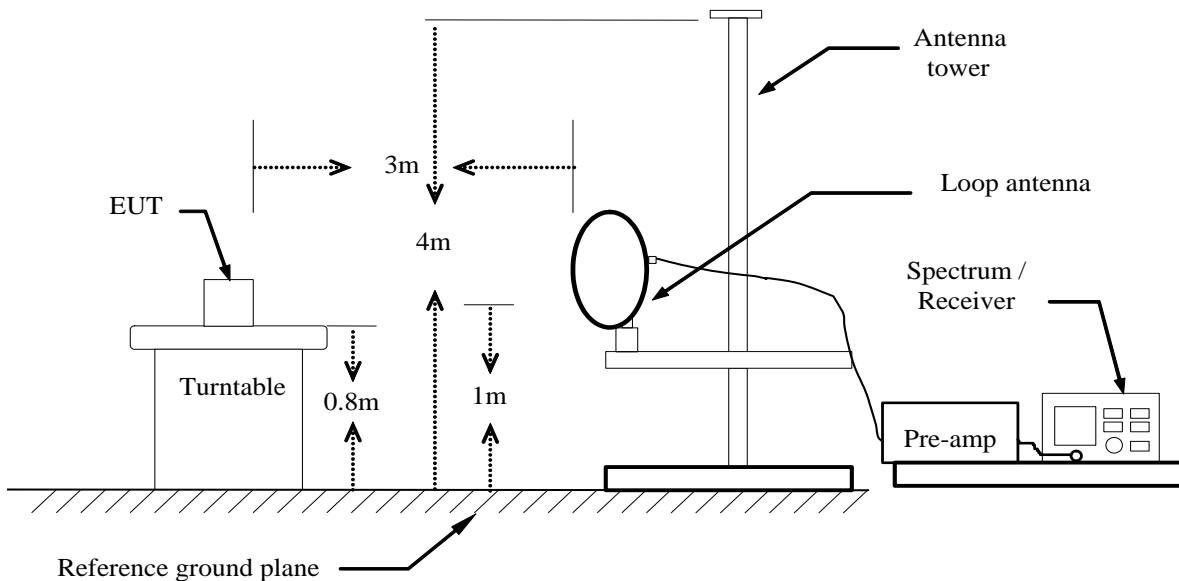 Antenna
tower
3m
Loop antenna
EUT
4m
Spectrum /
Receiver
Turntable
0.8m
1m
Pre-amp
Reference ground plane